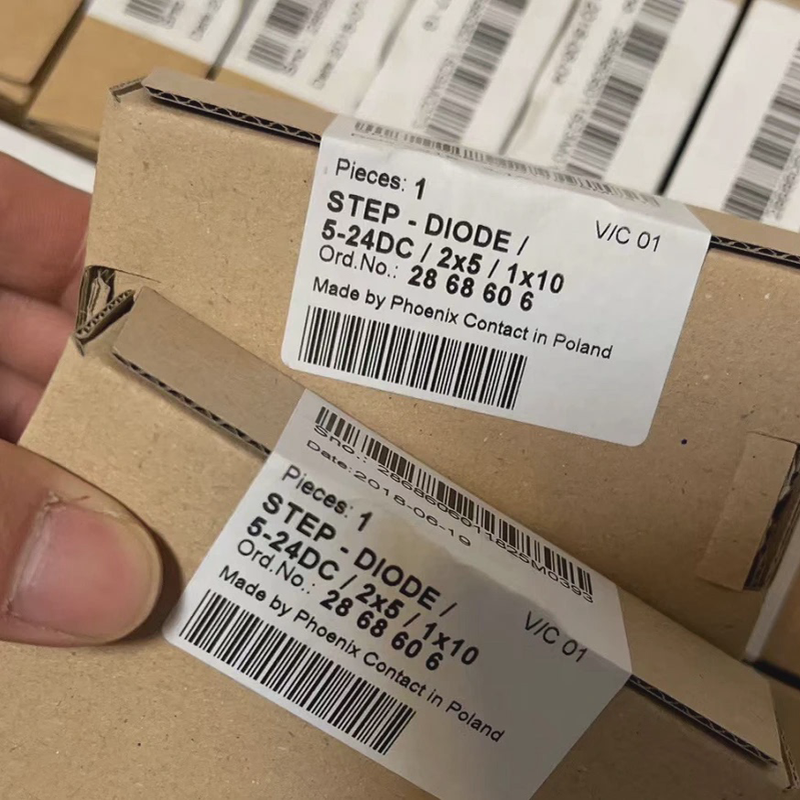 Pieces: 1
STEP - DIODE /
5-24DC / 2x5 / 1x10
V/C 01
Ord.No.: 28 68 60 6
Made by Phoenix Contact in Poland
Date: 2018-06-19
Pieces: 1
STEP - DIODE /
5-24DC / 2x5 / 1x10
V/C 01
Ord.No.: 28 68 60 6
Made by Phoenix Contact in Poland